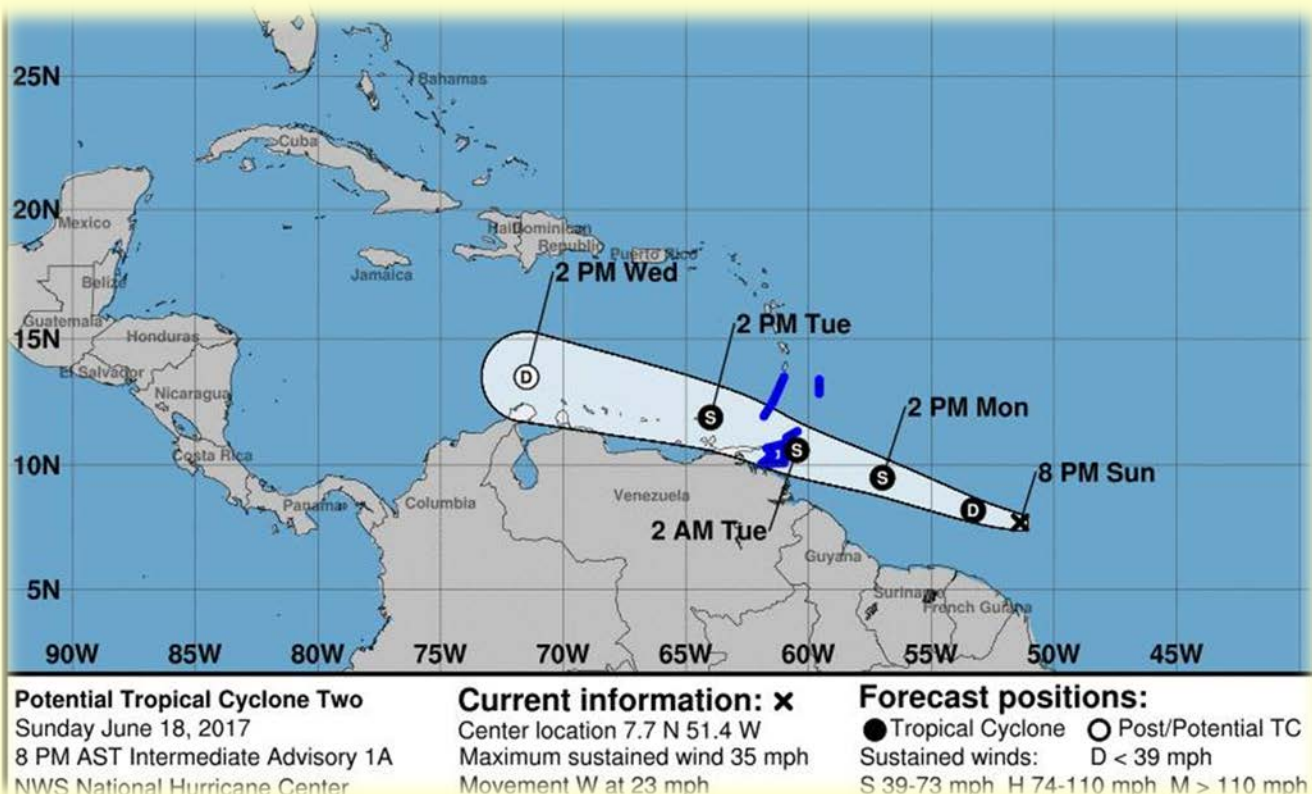 25N
Bahamas
Cuba
20N
Mexico
Hai
Dominican
Republic
Puerto Rico
Jamaica
2 PM Wed
Belize
Guatemala
15N
Honduras
2 PM Tue
El Salvador
D
Nicaragua
S
2 PM Mon
Costa Rica
S
10N
S
8 PM Sun
Panama
Columbia
Venezuela
D
2 AM Tue
Guyana
5N
Suriname
French Guiana
90W 85W 80W 75W 70W 65W 60W 55W 50W 45W
Potential Tropical Cyclone Two
Sunday June 18, 2017
8 PM AST Intermediate Advisory 1A
NWS National Hurricane Center
Current information: x
Center location 7.7 N 51.4 W
Maximum sustained wind 35 mph
Movement W at 23 mph
Forecast positions:
Tropical Cyclone Post/Potential TC
Sustained winds: D < 39 mph
S 39-73 mph H 74-110 mph M > 110 mph